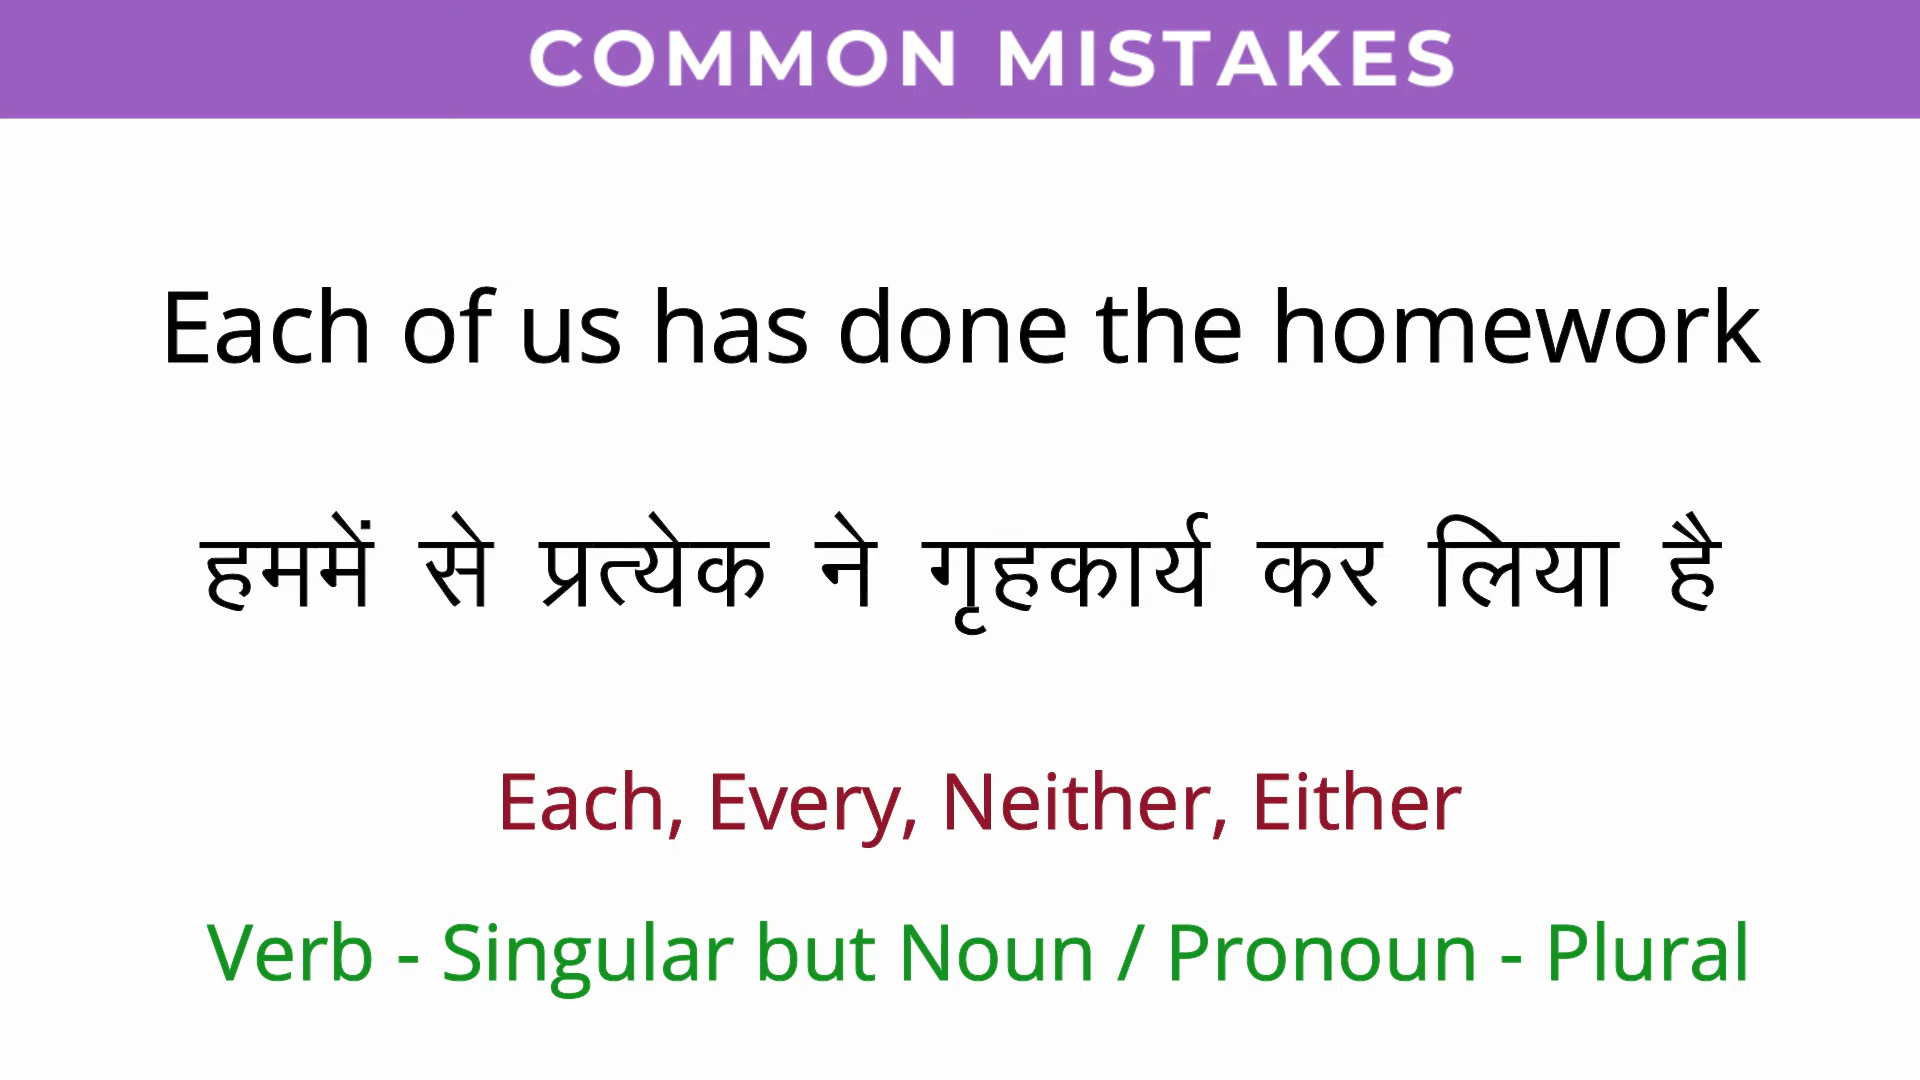 COMMON MISTAKES
Each of us has done the homework
हममें से प्रत्येक ने गृहकार्य कर लिया है
Each, Every, Neither, Either
Verb - Singular but Noun / Pronoun - Plural